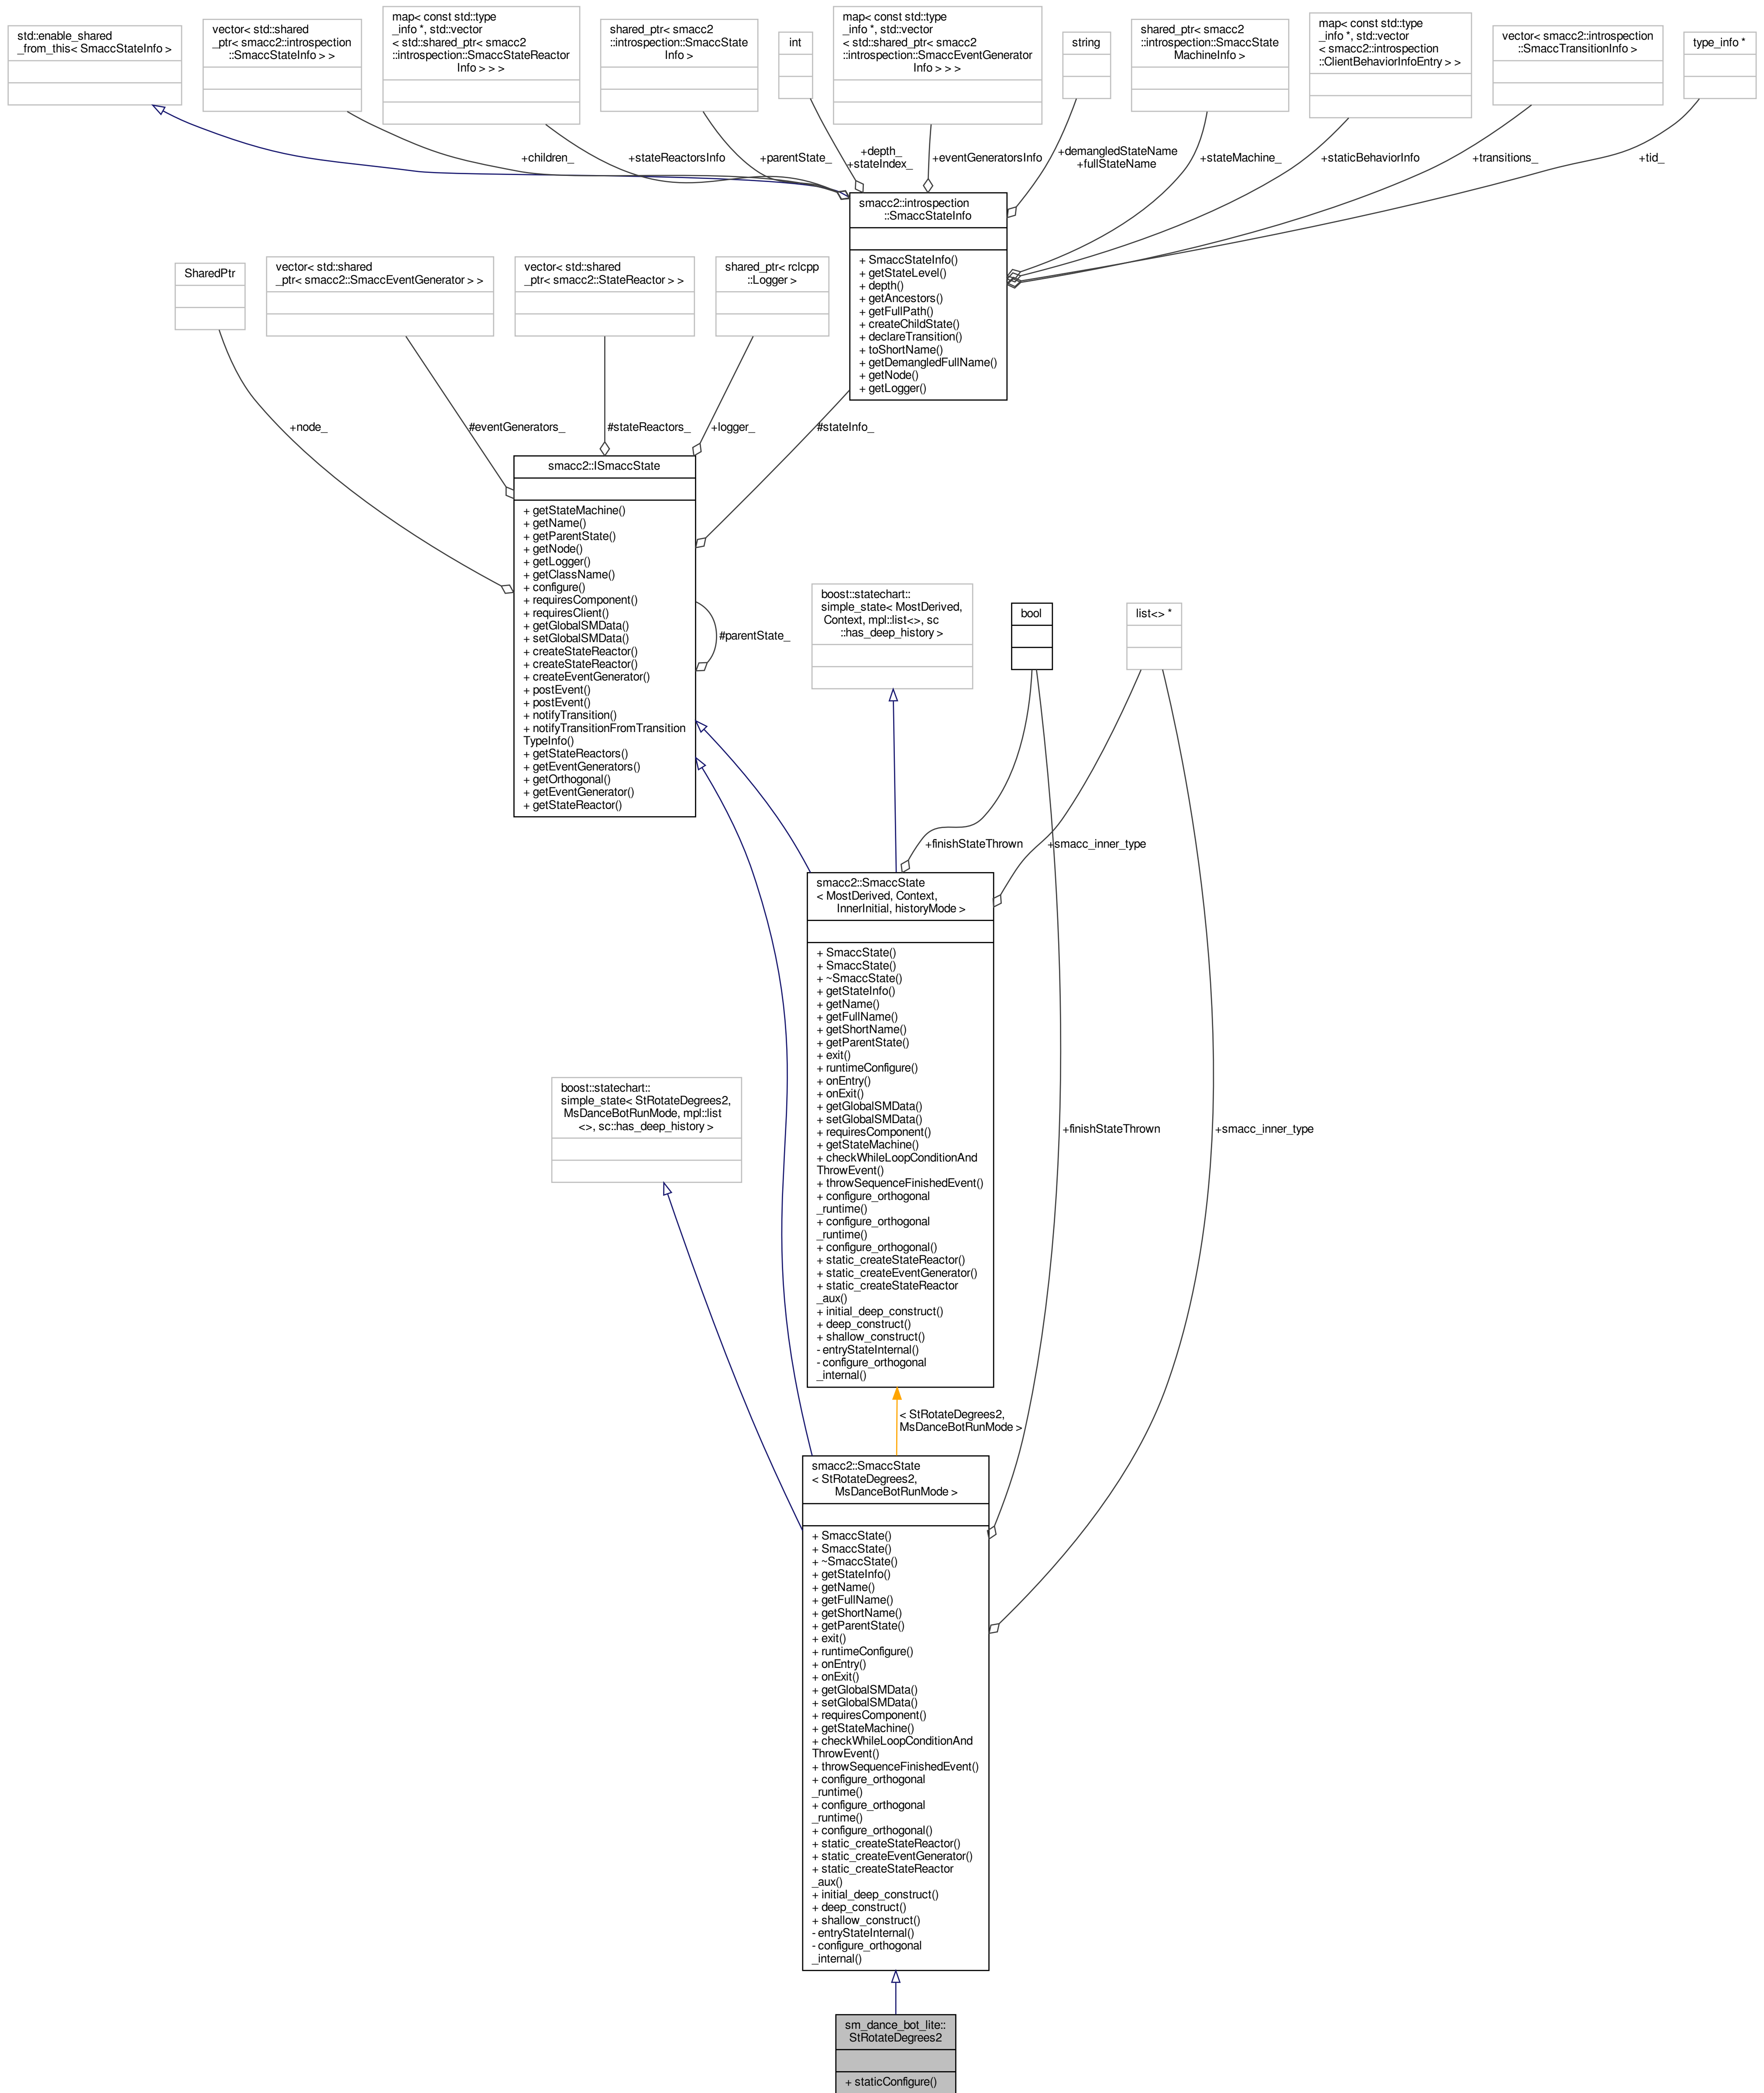 std::enable_shared
_from_this< SmaccStateInfo >
vector< std::shared
_ptr< smacc2::introspection
::SmaccStateInfo > >
map< const std::type
_info *, std::vector
< std::shared_ptr< smacc2
::introspection::SmaccStateReactor
Info > > >
shared_ptr< smacc2
::introspection::SmaccState
Info >
int
map< const std::type
_info *, std::vector
< std::shared_ptr< smacc2
::introspection::SmaccEventGenerator
Info > > >
string
shared_ptr< smacc2
::introspection::SmaccState
MachineInfo >
map< const std::type
_info *, std::vector
< smacc2::introspection
::ClientBehaviorInfoEntry > >
vector< smacc2::introspection
::SmaccTransitionInfo >
type_info *
+children_
+stateReactorsInfo
+parentState_
+depth_
+stateIndex_
+eventGeneratorsInfo
+demangledStateName
+fullStateName
+stateMachine_
+staticBehaviorInfo
+transitions_
+tid_
smacc2::introspection
::SmaccStateInfo
+ SmaccStateInfo()
+ getStateLevel()
+ depth()
+ getAncestors()
+ getFullPath()
+ createChildState()
+ declareTransition()
+ toShortName()
+ getDemangledFullName()
+ getNode()
+ getLogger()
SharedPtr
vector< std::shared
_ptr< smacc2::SmaccEventGenerator > >
vector< std::shared
_ptr< smacc2::StateReactor > >
shared_ptr< rclcpp
::Logger >
+node_
#eventGenerators_
#stateReactors_
+logger_
#stateInfo_
smacc2::ISmaccState
+ getStateMachine()
+ getName()
+ getParentState()
+ getNode()
+ getLogger()
+ getClassName()
+ configure()
+ requiresComponent()
+ requiresClient()
+ getGlobalSMData()
+ setGlobalSMData()
+ createStateReactor()
+ createStateReactor()
+ createEventGenerator()
+ postEvent()
+ postEvent()
+ notifyTransition()
+ notifyTransitionFromTransition
TypeInfo()
+ getStateReactors()
+ getEventGenerators()
+ getOrthogonal()
+ getEventGenerator()
+ getStateReactor()
#parentState_
boost::statechart::
simple_state< MostDerived,
Context, mpl::list<>, sc
::has_deep_history >
bool
list<> *
+finishStateThrown
+smacc_inner_type
smacc2::SmaccState
< MostDerived, Context,
InnerInitial, historyMode >
+ SmaccState()
+ SmaccState()
+ ~SmaccState()
+ getStateInfo()
+ getName()
+ getFullName()
+ getShortName()
+ getParentState()
+ exit()
+ runtimeConfigure()
+ onEntry()
+ onExit()
+ getGlobalSMData()
+ setGlobalSMData()
+ requiresComponent()
+ getStateMachine()
+ checkWhileLoopConditionAnd
ThrowEvent()
+ throwSequenceFinishedEvent()
+ configure_orthogonal
_runtime()
+ configure_orthogonal
_runtime()
+ configure_orthogonal()
+ static_createStateReactor()
+ static_createEventGenerator()
+ static_createStateReactor
_aux()
+ initial_deep_construct()
+ deep_construct()
+ shallow_construct()
- entryStateInternal()
- configure_orthogonal
_internal()
boost::statechart::
simple_state< StRotateDegrees2,
MsDanceBotRunMode, mpl::list
<>, sc::has_deep_history >
+finishStateThrown
+smacc_inner_type
< StRotateDegrees2,
MsDanceBotRunMode >
smacc2::SmaccState
< StRotateDegrees2,
MsDanceBotRunMode >
+ SmaccState()
+ SmaccState()
+ ~SmaccState()
+ getStateInfo()
+ getName()
+ getFullName()
+ getShortName()
+ getParentState()
+ exit()
+ runtimeConfigure()
+ onEntry()
+ onExit()
+ getGlobalSMData()
+ setGlobalSMData()
+ requiresComponent()
+ getStateMachine()
+ checkWhileLoopConditionAnd
ThrowEvent()
+ throwSequenceFinishedEvent()
+ configure_orthogonal
_runtime()
+ configure_orthogonal
_runtime()
+ configure_orthogonal()
+ static_createStateReactor()
+ static_createEventGenerator()
+ static_createStateReactor
_aux()
+ initial_deep_construct()
+ deep_construct()
+ shallow_construct()
- entryStateInternal()
- configure_orthogonal
_internal()
sm_dance_bot_lite::
StRotateDegrees2
+ staticConfigure()